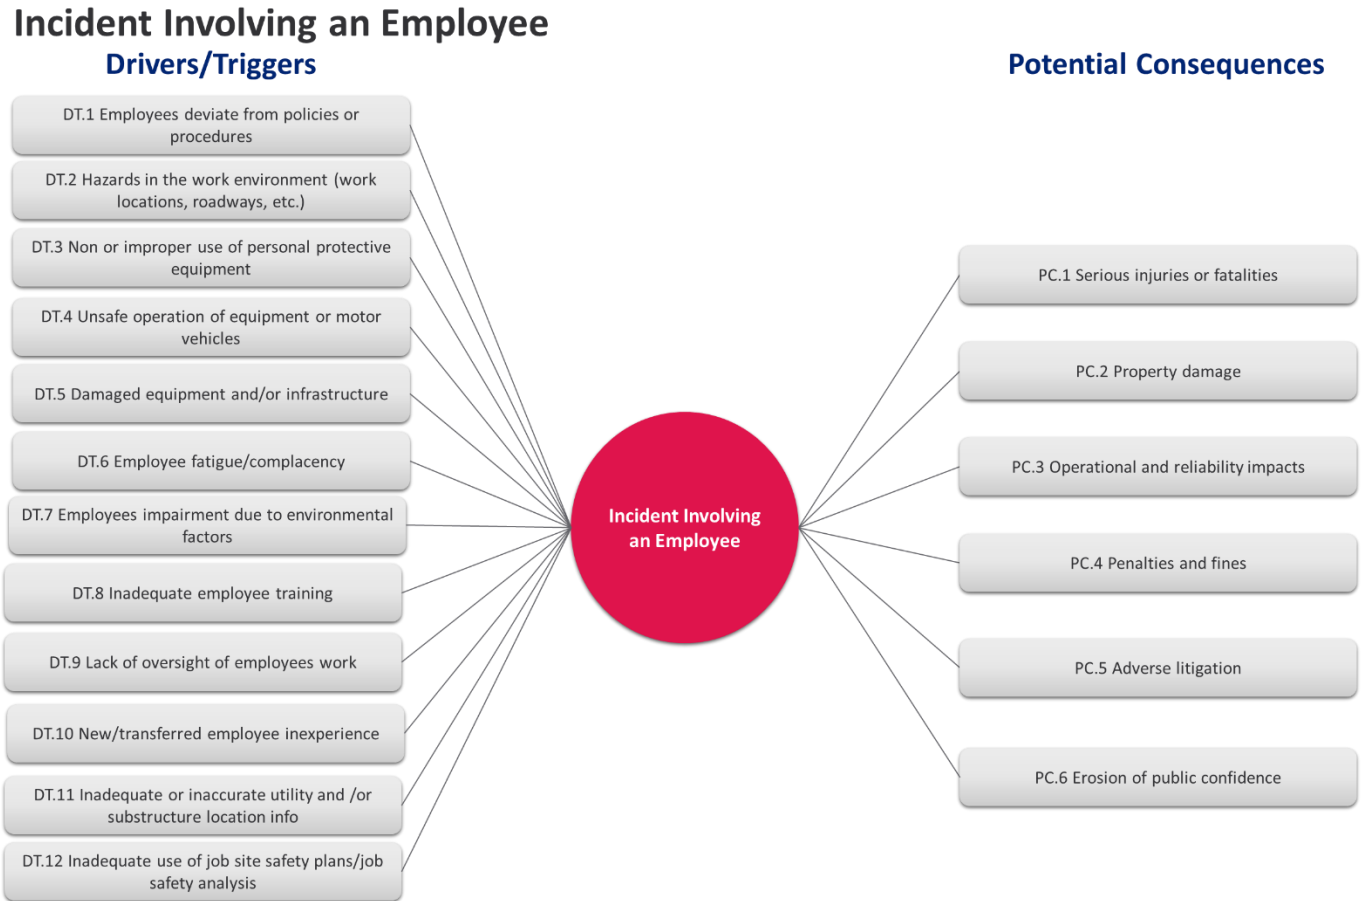 Incident Involving an Employee
Drivers/Triggers
Potential Consequences
DT.1 Employees deviate from policies or
procedures
DT.2 Hazards in the work environment (work
locations, roadways, etc.)
DT.3 Non or improper use of personal protective
equipment
DT.4 Unsafe operation of equipment or motor
vehicles
DT.5 Damaged equipment and/or infrastructure
DT.6 Employee fatigue/complacency
DT.7 Employees impairment due to environmental
factors
DT.8 Inadequate employee training
DT.9 Lack of oversight of employees work
DT.10 New/transferred employee inexperience
DT.11 Inadequate or inaccurate utility and /or
substructure location info
DT.12 Inadequate use of job site safety plans/job
safety analysis
Incident Involving
an Employee
PC.1 Serious injuries or fatalities
PC.2 Property damage
PC.3 Operational and reliability impacts
PC.4 Penalties and fines
PC.5 Adverse litigation
PC.6 Erosion of public confidence